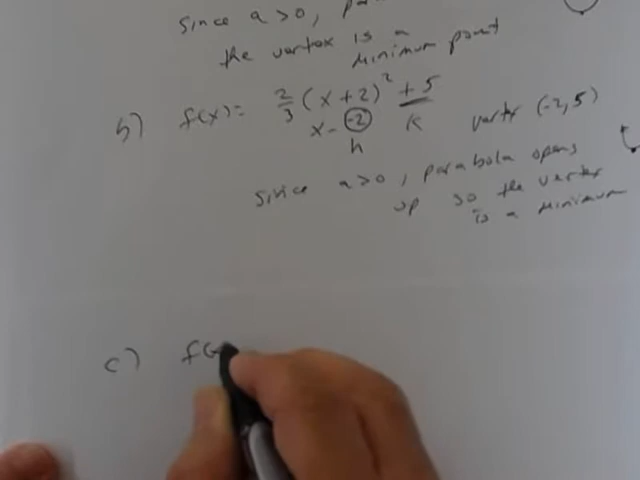 since a > 0, pa
the vertex is a
minimum point
b) f(x) = 2/3 (x + 2)² + 5
x - -2 k vertex (-2, 5)
h
since a > 0, parabola opens
up so the vertex
is a minimum
c) f(